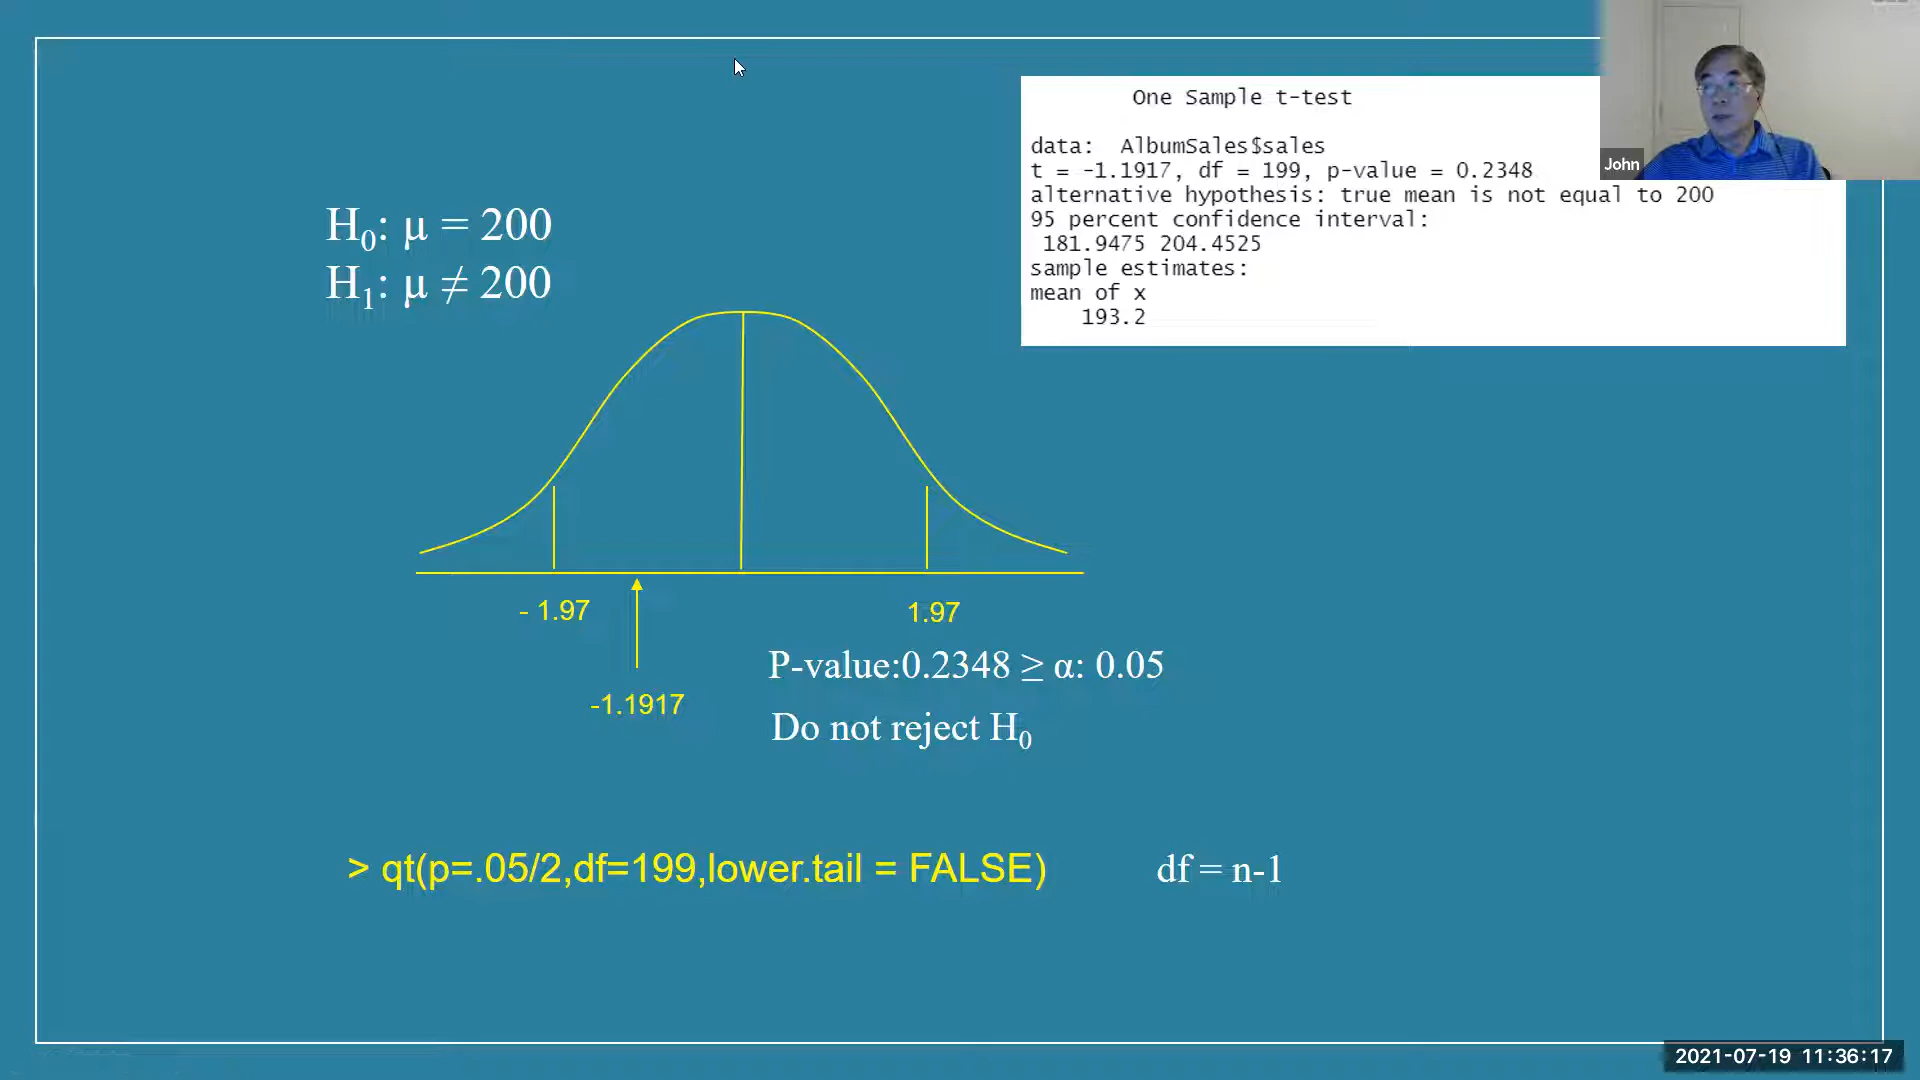 One Sample t-test
data:  AlbumSales$sales
t = -1.1917, df = 199, p-value = 0.2348
alternative hypothesis: true mean is not equal to 200
95 percent confidence interval:
181.9475 204.4525
sample estimates:
mean of x
193.2
John
H₀: μ = 200
H₁: μ ≠ 200
- 1.97
1.97
-1.1917
P-value:0.2348 ≥ α: 0.05
Do not reject H₀
> qt(p=.05/2,df=199,lower.tail = FALSE)
df = n-1
2021-07-19 11:36:17